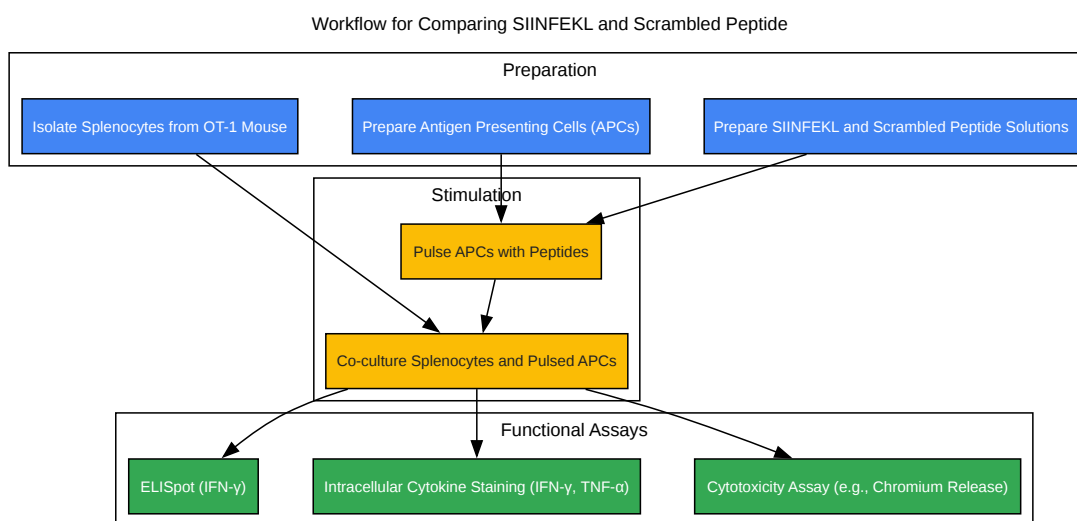 Workflow for Comparing SIINFEKL and Scrambled Peptide
Preparation
Isolate Splenocytes from OT-1 Mouse
Prepare Antigen Presenting Cells (APCs)
Prepare SIINFEKL and Scrambled Peptide Solutions
Stimulation
Pulse APCs with Peptides
Co-culture Splenocytes and Pulsed APCs
Functional Assays
ELISpot (IFN-γ)
Intracellular Cytokine Staining (IFN-γ, TNF-α)
Cytotoxicity Assay (e.g., Chromium Release)